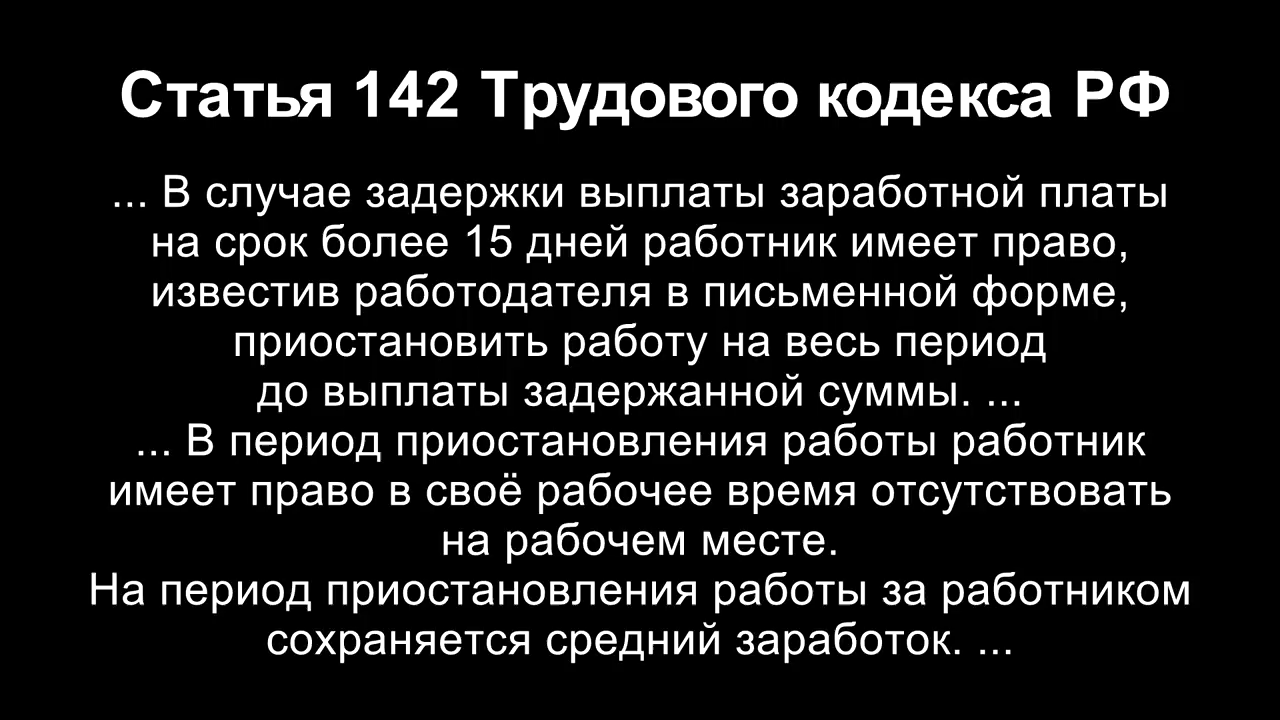 Статья 142 Трудового кодекса РФ
... В случае задержки выплаты заработной платы
на срок более 15 дней работник имеет право,
известив работодателя в письменной форме,
приостановить работу на весь период
до выплаты задержанной суммы. ...
... В период приостановления работы работник
имеет право в своё рабочее время отсутствовать
на рабочем месте.
На период приостановления работы за работником
сохраняется средний заработок. ...